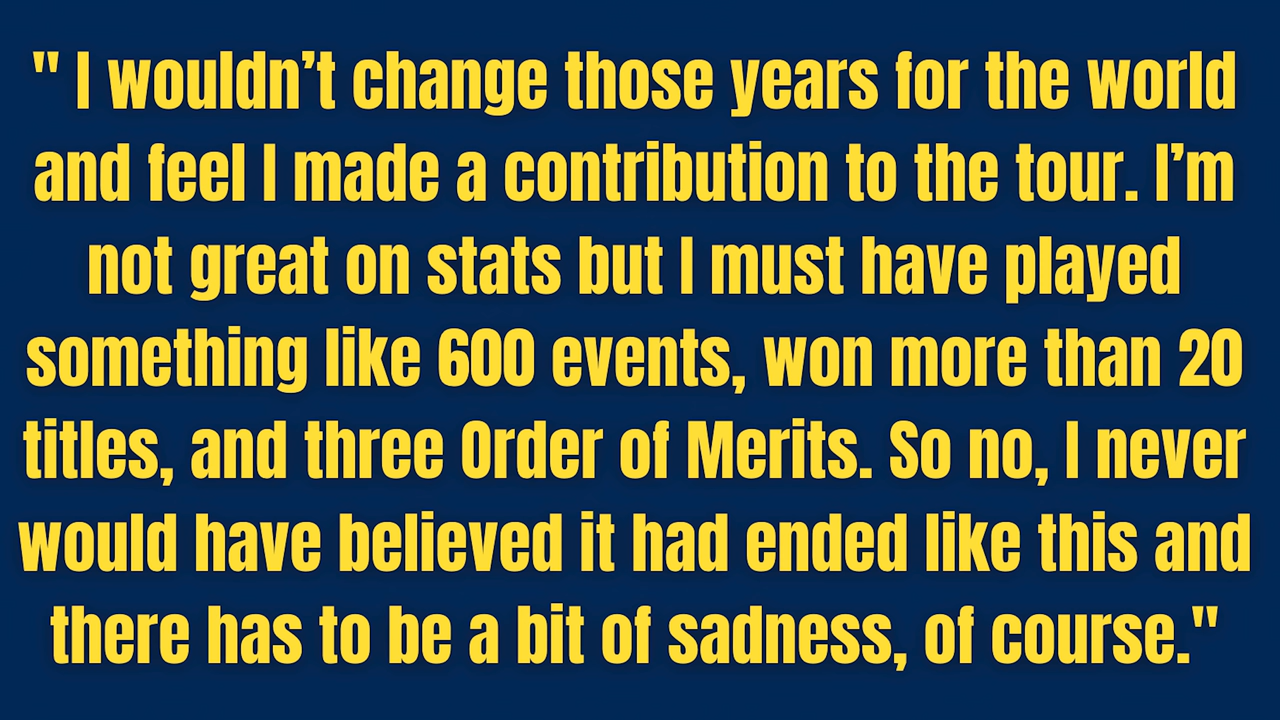 " I wouldn’t change those years for the world
and feel I made a contribution to the tour. I’m
not great on stats but I must have played
something like 600 events, won more than 20
titles, and three Order of Merits. So no, I never
would have believed it had ended like this and
there has to be a bit of sadness, of course."